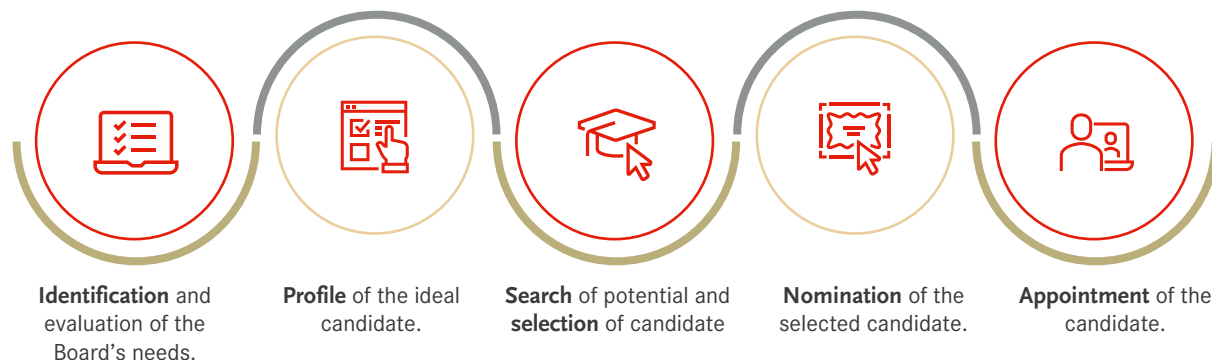 Identification and
evaluation of the
Board's needs.
Profile of the ideal
candidate.
Search of potential and
selection of candidate
Nomination of the
selected candidate.
Appointment of the
candidate.